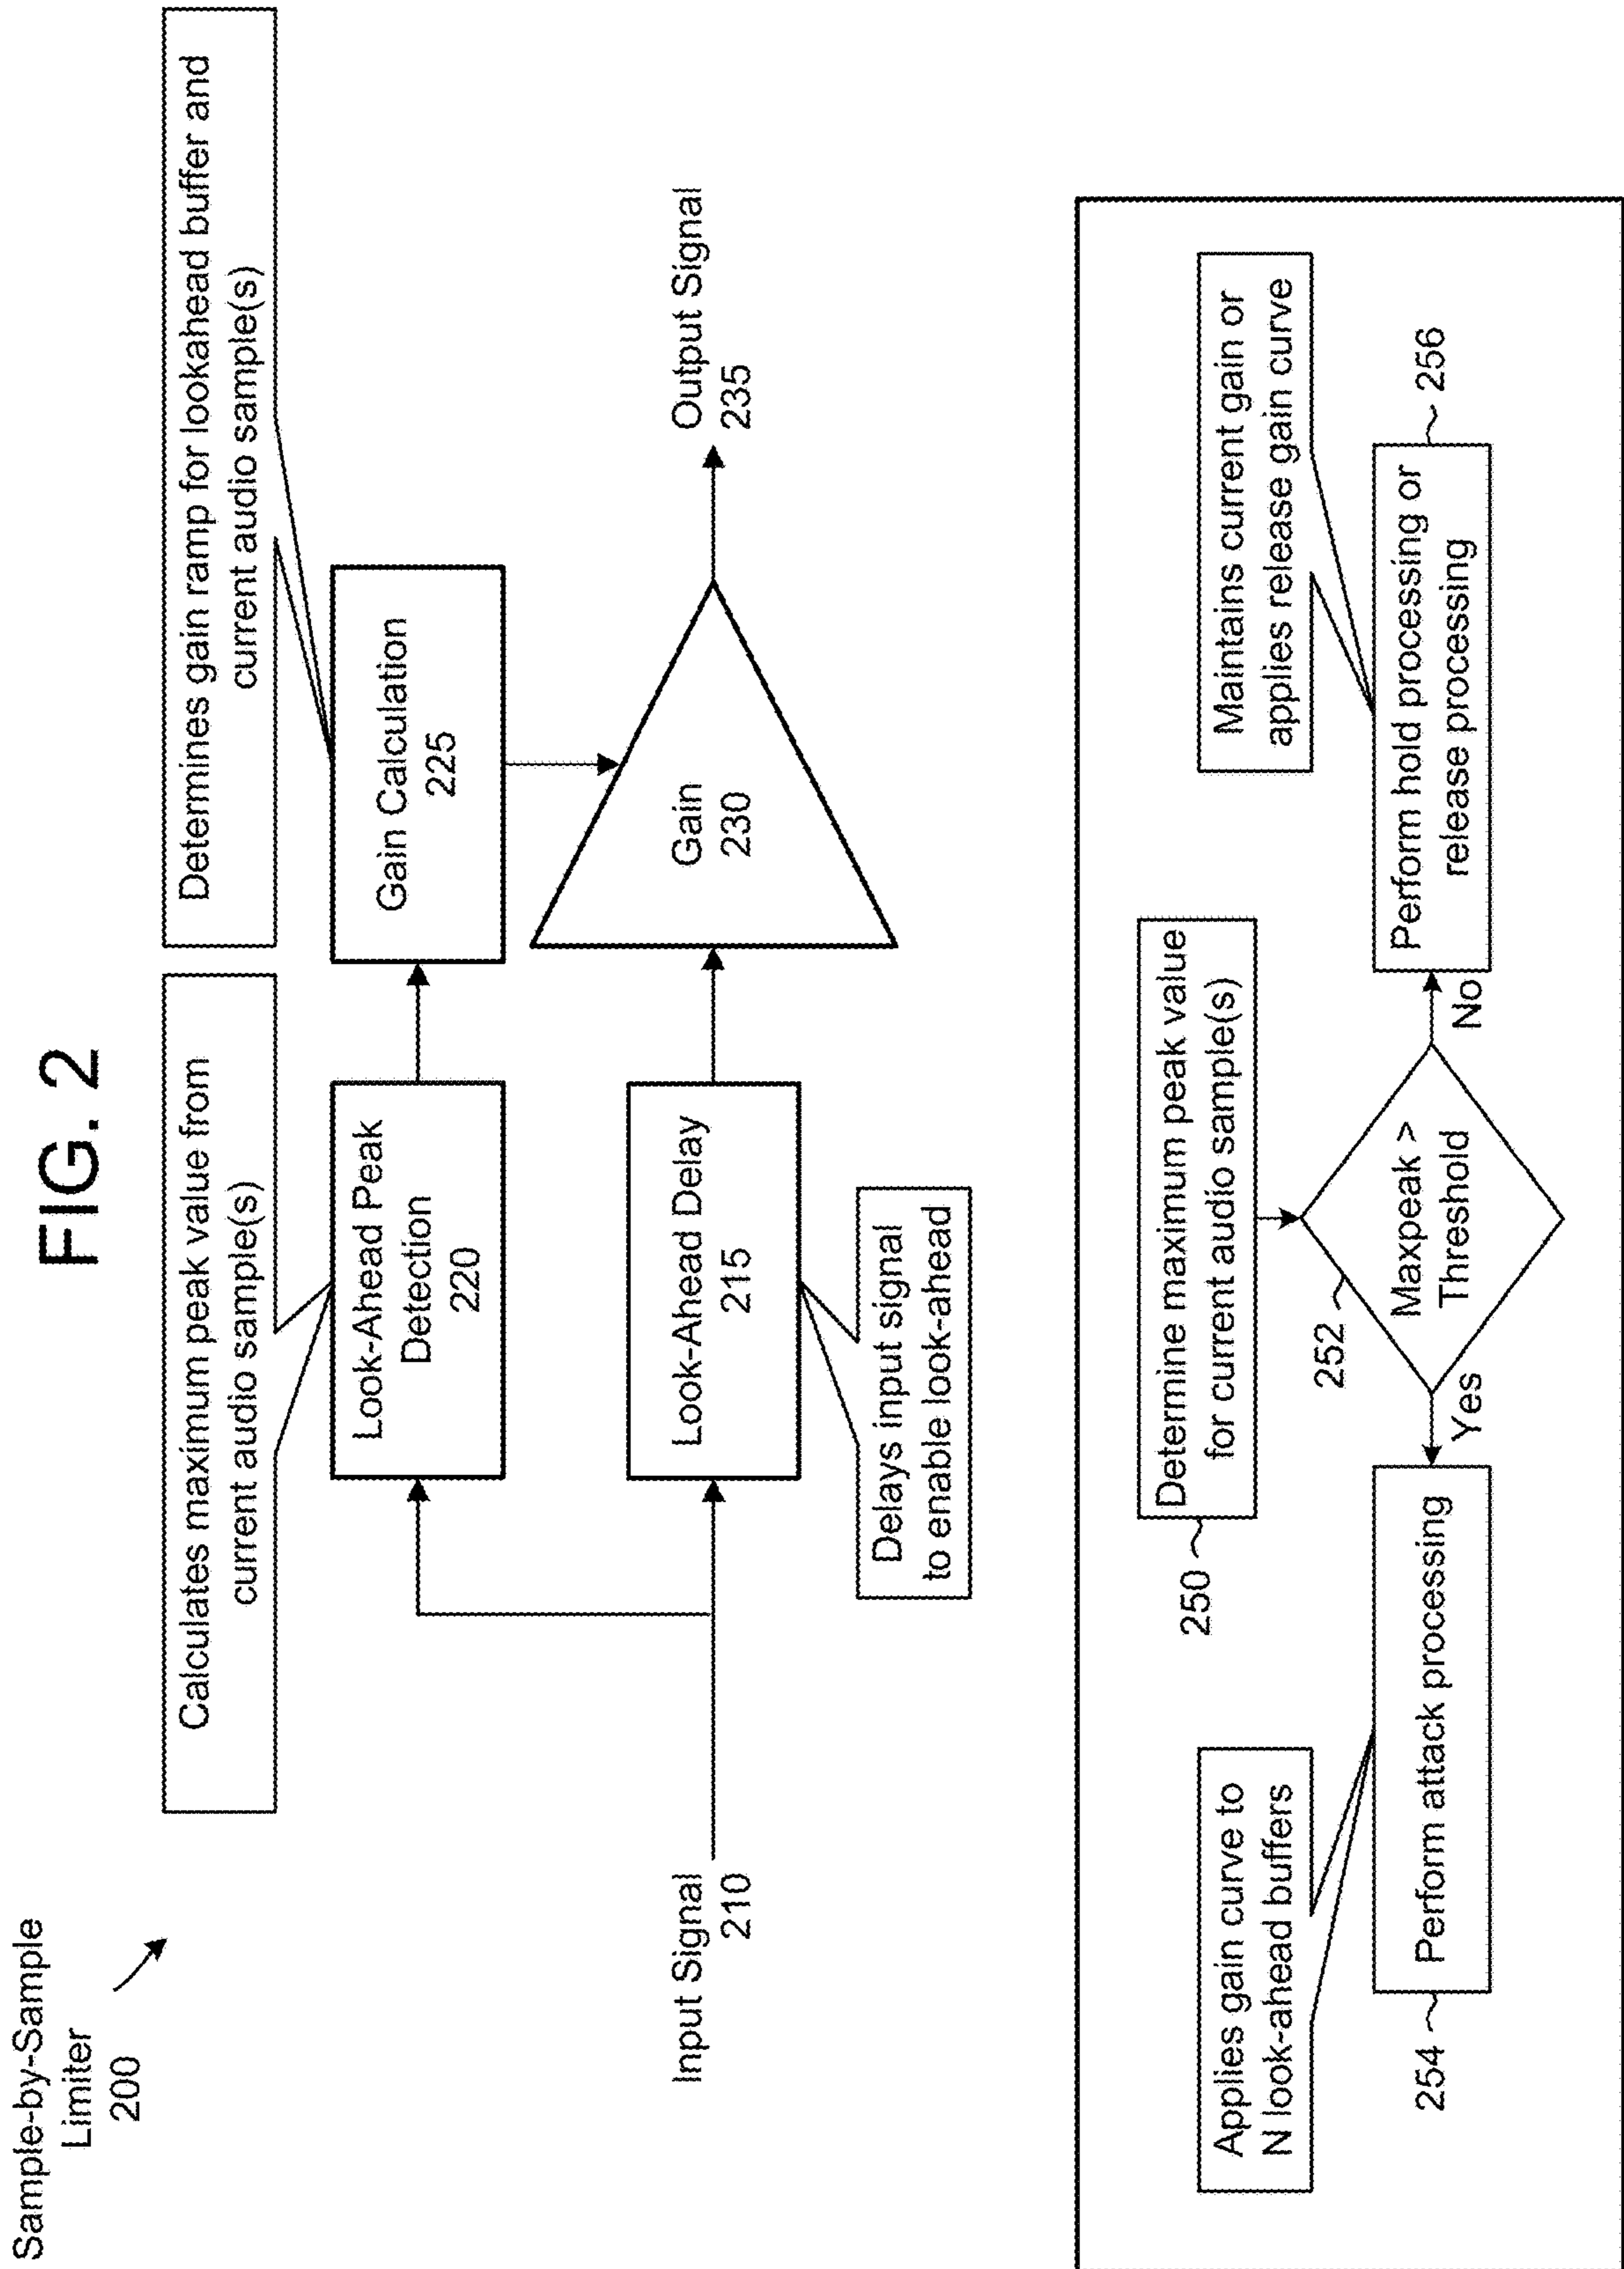 FIG. 2
Sample-by-Sample
Limiter
200
Calculates maximum peak value from
current audio sample(s)
Determines gain ramp for lookahead buffer and
current audio sample(s)
Look-Ahead Peak
Detection
220
Gain Calculation
225
Input Signal
210
Look-Ahead Delay
215
Gain
230
Output Signal
235
Delays input signal
to enable look-ahead
250
Determine maximum peak value
for current audio sample(s)
Applies gain curve to
N look-ahead buffers
252
Maintains current gain or
applies release gain curve
254
Perform attack processing
Yes
Maxpeak >
Threshold
No
Perform hold processing or
release processing
256